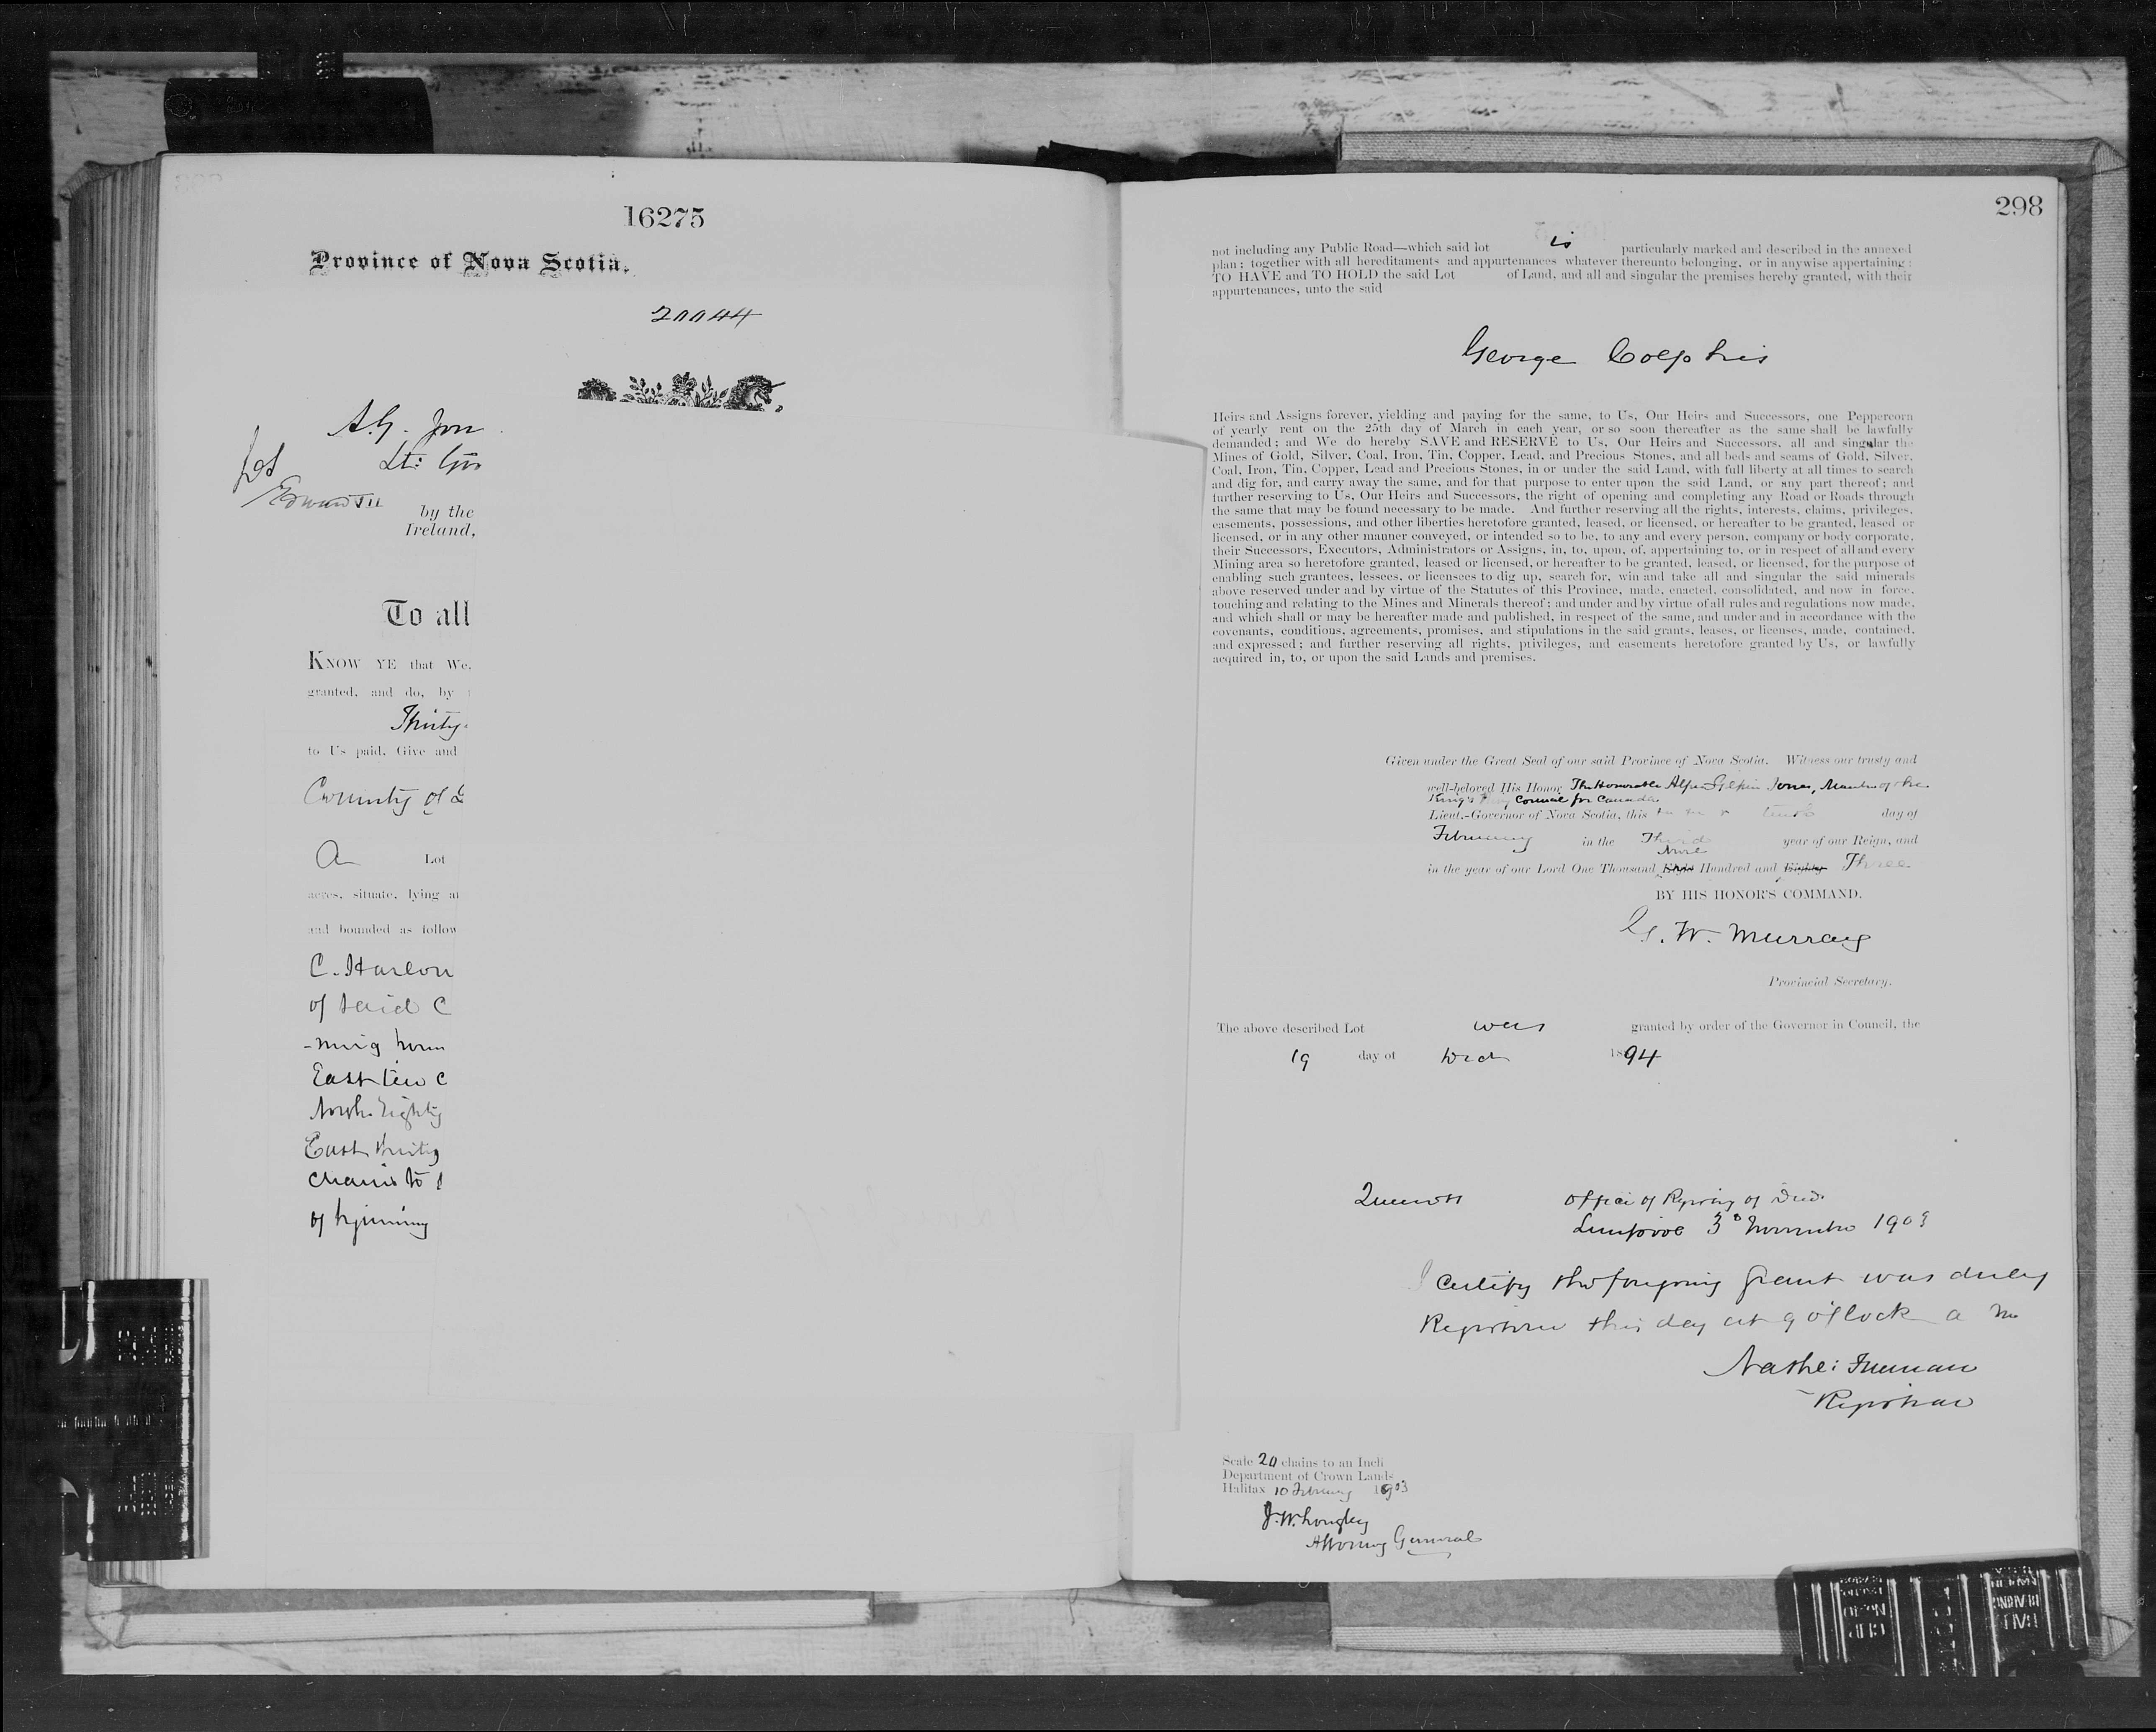 16275
Province of Nova Scotia.
20044
A.G. Jon
Lt: Gov
LS
Edward VII
by the
Ireland,
To all
KNOW YE that We,
granted, and do, by
Thirty
to Us paid, Give and
County of
A Lot
acres, situate, lying an
and bounded as follow
C. Harlow
of said C
-ning
East ten c
North Eighty
East thirty
chains to
of beginning
298
not including any Public Road—which said lot is particularly marked and described in the annexed
plan; together with all hereditaments and appurtenances whatever thereunto belonging, or in anywise appertaining:
TO HAVE and TO HOLD the said Lot of Land, and all and singular the premises hereby granted, with their
appurtenances, unto the said
George
Heirs and Assigns forever, yielding and paying for the same, to Us, Our Heirs and Successors, one Peppercorn
of yearly rent on the 25th day of March in each year, or so soon thereafter as the same shall be lawfully
demanded; and We do hereby SAVE and RESERVE to Us, Our Heirs and Successors, all and singular the
Mines of Gold, Silver, Coal, Iron, Tin, Copper, Lead, and Precious Stones, and all beds and seams of Gold, Silver,
Coal, Iron, Tin, Copper, Lead and Precious Stones, in or under the said Land, with full liberty at all times to search
and dig for, and carry away the same, and for that purpose to enter upon the said Land, or any part thereof; and
further reserving to Us, Our Heirs and Successors, the right of opening and completing any Road or Roads through
the same that may be found necessary to be made. And further reserving all the rights, interests, claims, privileges,
easements, possessions, and other liberties heretofore granted, leased, or licensed, or hereafter to be granted, leased or
licensed, or in any other manner conveyed, or intended so to be, to any and every person, company or body corporate,
their Successors, Executors, Administrators or Assigns, in, to, upon, of, appertaining to, or in respect of all and every
Mining area so heretofore granted, leased or licensed, or hereafter to be granted, leased, or licensed, for the purpose of
enabling such grantees, lessees, or licensees to dig up, search for, win and take all and singular the said minerals
above reserved under and by virtue of the Statutes of this Province, made, enacted, consolidated, and now in force,
touching and relating to the Mines and Minerals thereof; and under and by virtue of all rules and regulations now made,
and which shall or may be hereafter made and published, in respect of the same, and under and in accordance with the
covenants, conditions, agreements, promises, and stipulations in the said grants, leases, or licenses, made, contained,
and expressed; and further reserving all rights, privileges, and easements heretofore granted by Us, or lawfully
acquired in, to, or upon the said Lands and premises.
Given under the Great Seal of our said Province of Nova Scotia. Witness our trusty and
well-beloved His Honor The Honorable Alfred Gilpin Jones, Member of the
King's Privy Council for Canada
Lieut.-Governor of Nova Scotia, this tenth day of
February in the Third year of our Reign, and
Nine
in the year of our Lord One Thousand Eight Hundred and Eighty Three
BY HIS HONOR'S COMMAND.
G. W. Murray
Provincial Secretary.
The above described Lot was granted by order of the Governor in Council, the
19 day of Decr 1894
Queens SS Office of Registry of Deeds
Liverpool 3d November 1903
I certify the foregoing Grant was duly
Registered this day at 9 o'clock a m
Nathl: Freeman
Registrar
Scale 20 chains to an Inch
Department of Crown Lands
Halifax 10 February 1903
J.W. Longley
Attorney General